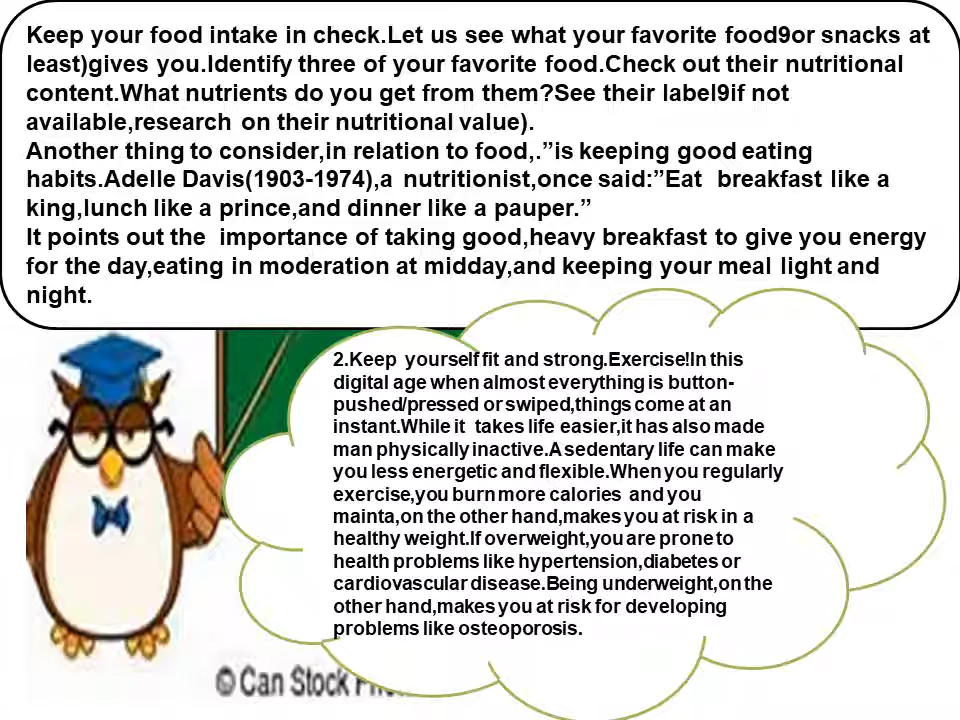 Keep your food intake in check.Let us see what your favorite food9or snacks at
least)gives you.Identify three of your favorite food.Check out their nutritional
content.What nutrients do you get from them?See their label9if not
available,research on their nutritional value).
Another thing to consider,in relation to food,.”is keeping good eating
habits.Adelle Davis(1903-1974),a nutritionist,once said:”Eat breakfast like a
king,lunch like a prince,and dinner like a pauper.”
It points out the importance of taking good,heavy breakfast to give you energy
for the day,eating in moderation at midday,and keeping your meal light and
night.
2.Keep yourself fit and strong.Exercise!In this
digital age when almost everything is button-
pushed/pressed or swiped,things come at an
instant.While it takes life easier,it has also made
man physically inactive.A sedentary life can make
you less energetic and flexible.When you regularly
exercise,you burn more calories and you
mainta,on the other hand,makes you at risk in a
healthy weight.If overweight,you are prone to
health problems like hypertension,diabetes or
cardiovascular disease.Being underweight,on the
other hand,makes you at risk for developing
problems like osteoporosis.
© Can Stock